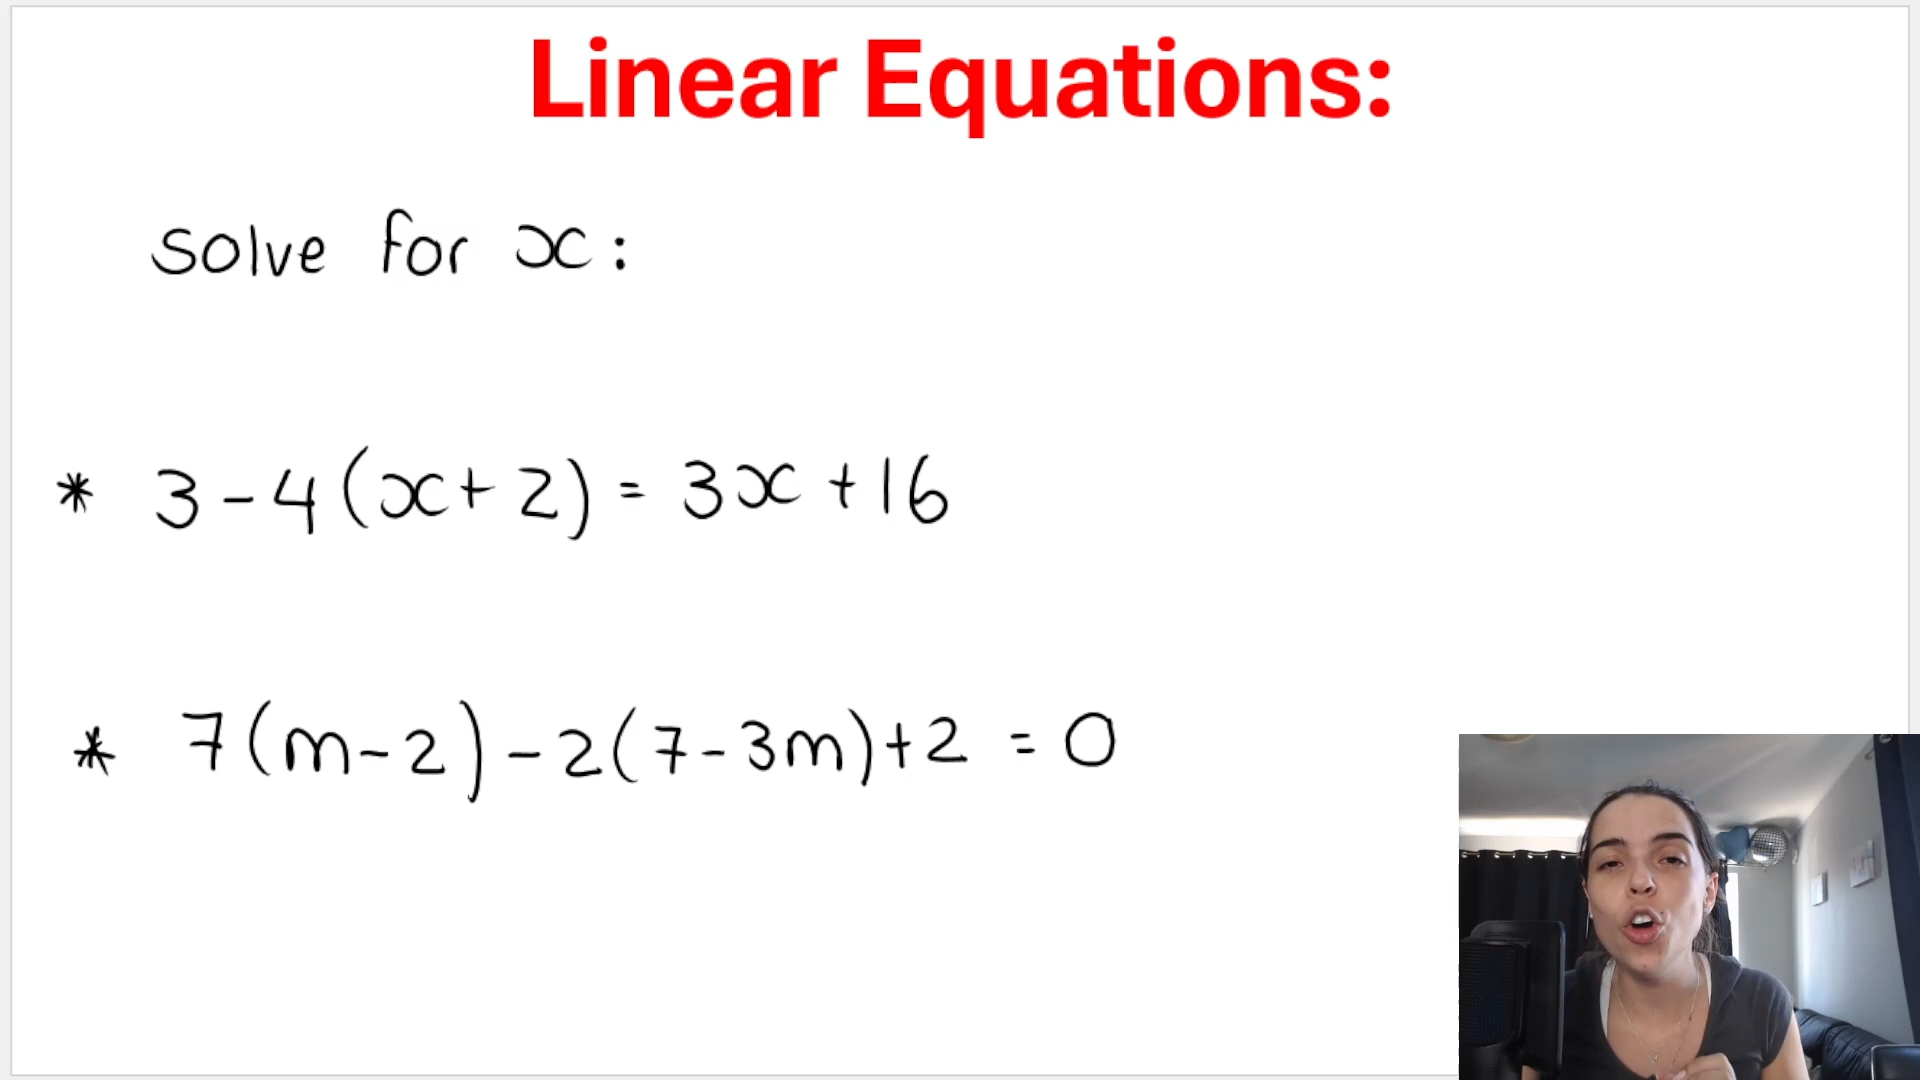 Linear Equations:
solve for x:
* 3 - 4(x + 2) = 3x + 16
* 7(m - 2) - 2(7 - 3m) + 2 = 0